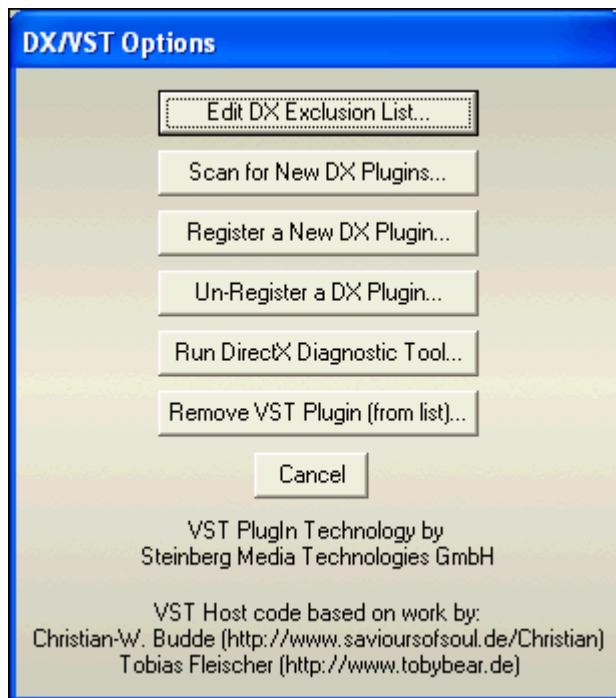 DX/VST Options
Edit DX Exclusion List...
Scan for New DX Plugins...
Register a New DX Plugin...
Un-Register a DX Plugin...
Run DirectX Diagnostic Tool...
Remove VST Plugin (from list)...
Cancel
VST PlugIn Technology by
Steinberg Media Technologies GmbH
VST Host code based on work by:
Christian-W. Budde (http://www.savioursofsoul.de/Christian)
Tobias Fleischer (http://www.tobybear.de)